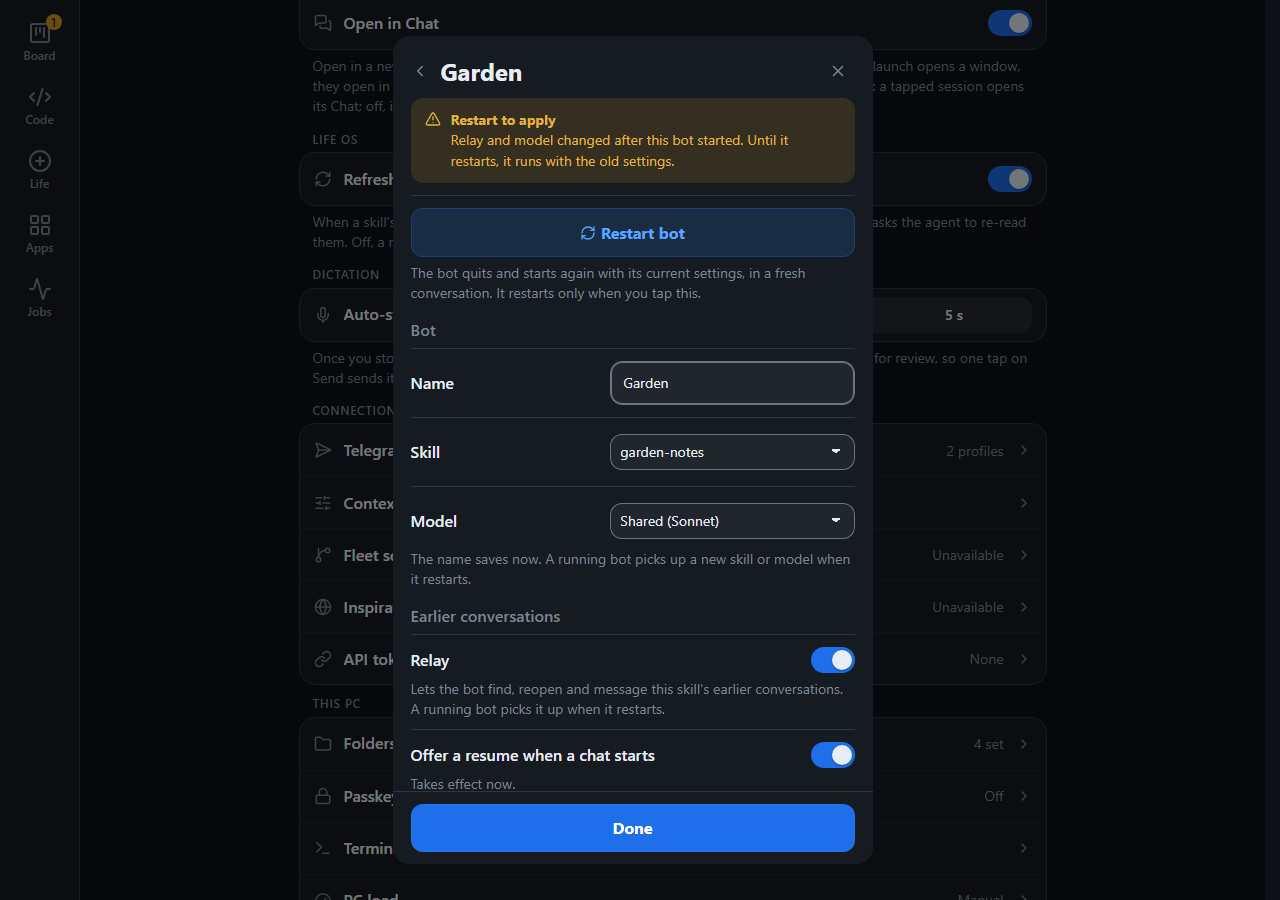 1
Board
Code
Life
Apps
Jobs
Open in Chat
Open in a ne
launch opens a window,
they open in
: a tapped session opens
its Chat; off, i
LIFE OS
Refresh
When a skill's
asks the agent to re-read
them. Off, a r
DICTATION
Auto-s
5 s
Once you sto
for review, so one tap on
Send sends it
CONNECTION
Telegra
2 profiles
Contex
Fleet se
Unavailable
Inspira
Unavailable
API tok
None
THIS PC
Folders
4 set
Passkey
Off
Termin
PC load
Manual
Garden
Restart to apply
Relay and model changed after this bot started. Until it
restarts, it runs with the old settings.
Restart bot
The bot quits and starts again with its current settings, in a fresh
conversation. It restarts only when you tap this.
Bot
Name
Garden
Skill
garden-notes
Model
Shared (Sonnet)
The name saves now. A running bot picks up a new skill or model when
it restarts.
Earlier conversations
Relay
Lets the bot find, reopen and message this skill's earlier conversations.
A running bot picks it up when it restarts.
Offer a resume when a chat starts
Takes effect now.
Done